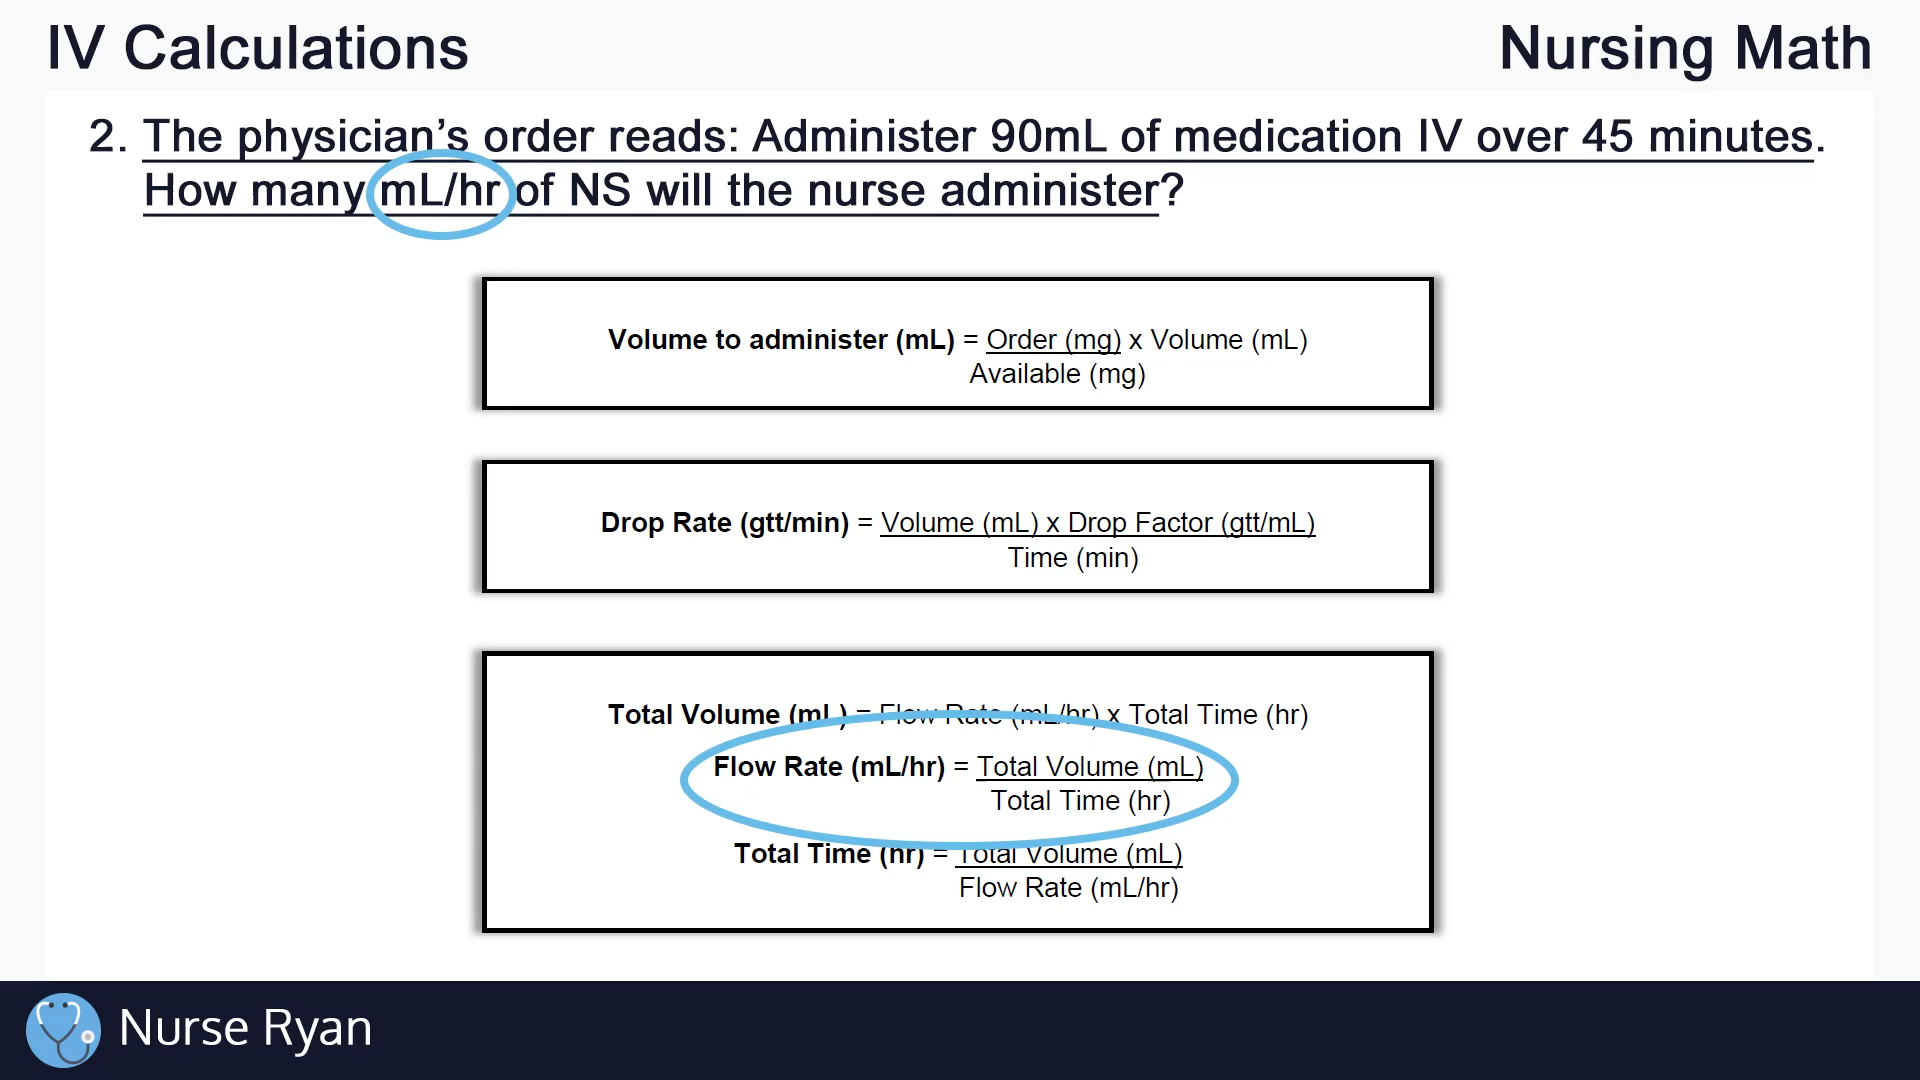 IV Calculations
Nursing Math
2. The physician’s order reads: Administer 90mL of medication IV over 45 minutes.
How many mL/hr of NS will the nurse administer?
Volume to administer (mL) = Order (mg) x Volume (mL)
Available (mg)
Drop Rate (gtt/min) = Volume (mL) x Drop Factor (gtt/mL)
Time (min)
Total Volume (mL) = Flow Rate (mL/hr) x Total Time (hr)
Flow Rate (mL/hr) = Total Volume (mL)
Total Time (hr)
Total Time (hr) = Total Volume (mL)
Flow Rate (mL/hr)
Nurse Ryan